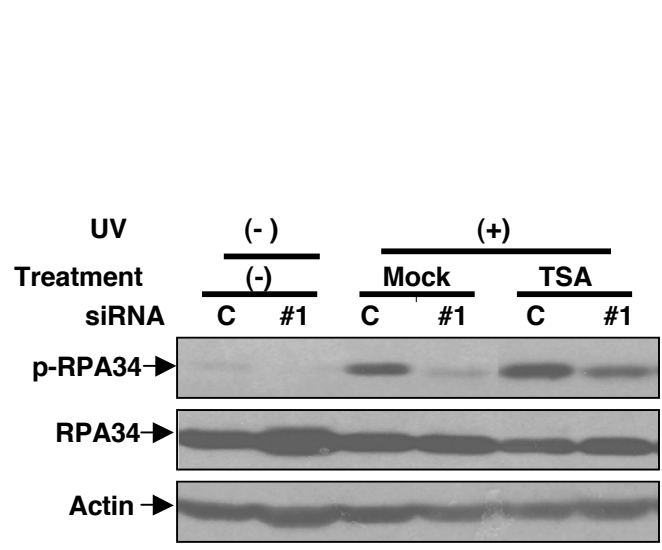 UV (- ) (+)
Treatment (-) Mock TSA
siRNA C #1 C #1 C #1
p-RPA34
RPA34
Actin